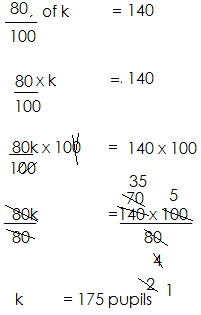 80, of k = 140
100
80 x k =. 140
100
80k x 100 = 140 x 100
100
35
70 5
80k = 140 x 100
80 80
4
2 1
k = 175 pupils